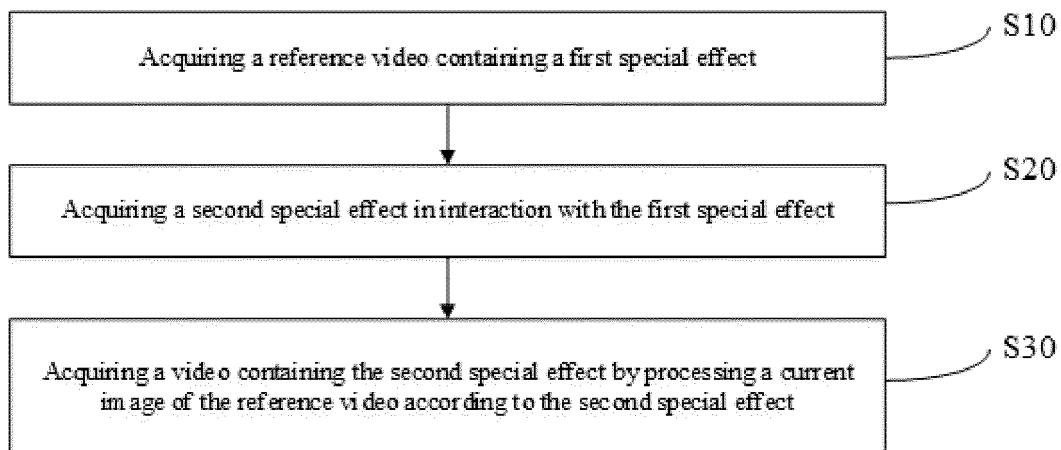 Acquiring a reference video containing a first special effect
S10
Acquiring a second special effect in interaction with the first special effect
S20
Acquiring a video containing the second special effect by processing a current
image of the reference video according to the second special effect
S30